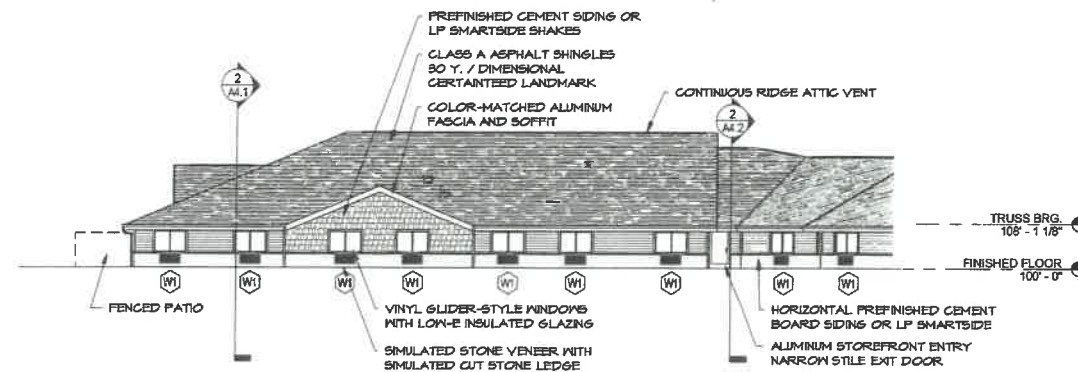 PREFINISHED CEMENT SIDING OR
LP SMARTSIDE SHAKES
CLASS A ASPHALT SHINGLES
30 Y. / DIMENSIONAL
CERTAINTEED LANDMARK
COLOR-MATCHED ALUMINUM
FASCIA AND SOFFIT
CONTINUOUS RIDGE ATTIC VENT
2
A4.1
2
A4.2
TRUSS BRG.
108' - 1 1/8"
FINISHED FLOOR
100' - 0"
W1 W1 W1 W1 W1 W1 W1 W1 W1
FENCED PATIO
VINYL GLIDER-STYLE WINDOWS
WITH LOW-E INSULATED GLAZING
SIMULATED STONE VENEER WITH
SIMULATED CUT STONE LEDGE
HORIZONTAL PREFINISHED CEMENT
BOARD SIDING OR LP SMARTSIDE
ALUMINUM STOREFRONT ENTRY
NARROW STILE EXIT DOOR